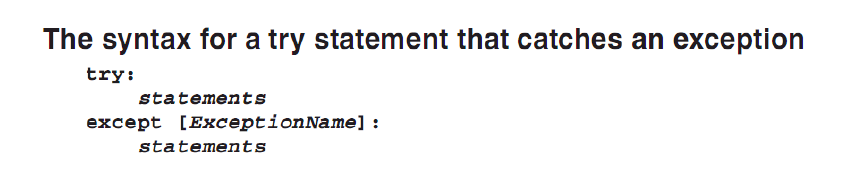 The syntax for a try statement that catches an exception
try:
    statements
except [ExceptionName]:
    statements